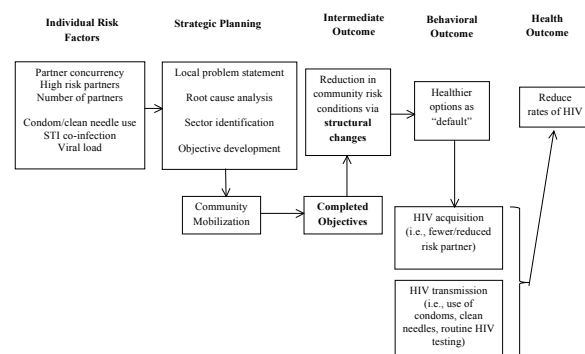 Individual Risk
Factors
Strategic Planning
Intermediate
Outcome
Behavioral
Outcome
Health
Outcome
Partner concurrency
High risk partners
Number of partners
Condom/clean needle use
STI co-infection
Viral load
Local problem statement
Root cause analysis
Sector identification
Objective development
Reduction in
community risk
conditions via
structural
changes
Healthier
options as
“default”
Reduce
rates of HIV
Community
Mobilization
Completed
Objectives
HIV acquisition
(i.e., fewer/reduced
risk partner)
HIV transmission
(i.e., use of
condoms, clean
needles, routine HIV
testing)